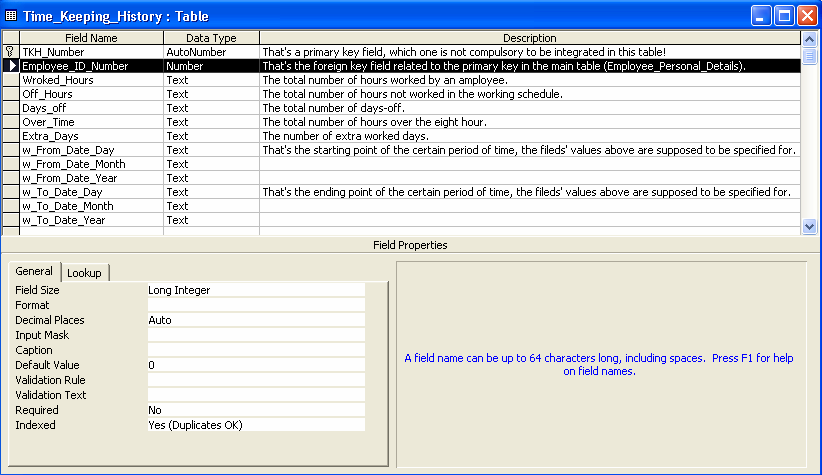 Time_Keeping_History : Table
Field Name Data Type Description
TKH_Number AutoNumber That's a primary key field, which one is not compulsory to be integrated in this table!
Employee_ID_Number Number That's the foreign key field related to the primary key in the main table (Employee_Personal_Details).
Wroked_Hours Text The total number of hours worked by an amployee.
Off_Hours Text The total number of hours not worked in the working schedule.
Days_off Text The total number of days-off.
Over_Time Text The total number of hours over the eight hour.
Extra_Days Text The number of extra worked days.
w_From_Date_Day Text That's the starting point of the certain period of time, the fileds' values above are supposed to be specified for.
w_From_Date_Month Text
w_From_Date_Year Text
w_To_Date_Day Text That's the ending point of the certain period of time, the fileds' values above are supposed to be specified for.
w_To_Date_Month Text
w_To_Date_Year Text
Field Properties
General Lookup
Field Size Long Integer
Format
Decimal Places Auto
Input Mask
Caption
Default Value 0
Validation Rule
Validation Text
Required No
Indexed Yes (Duplicates OK)
A field name can be up to 64 characters long, including spaces. Press F1 for help
on field names.